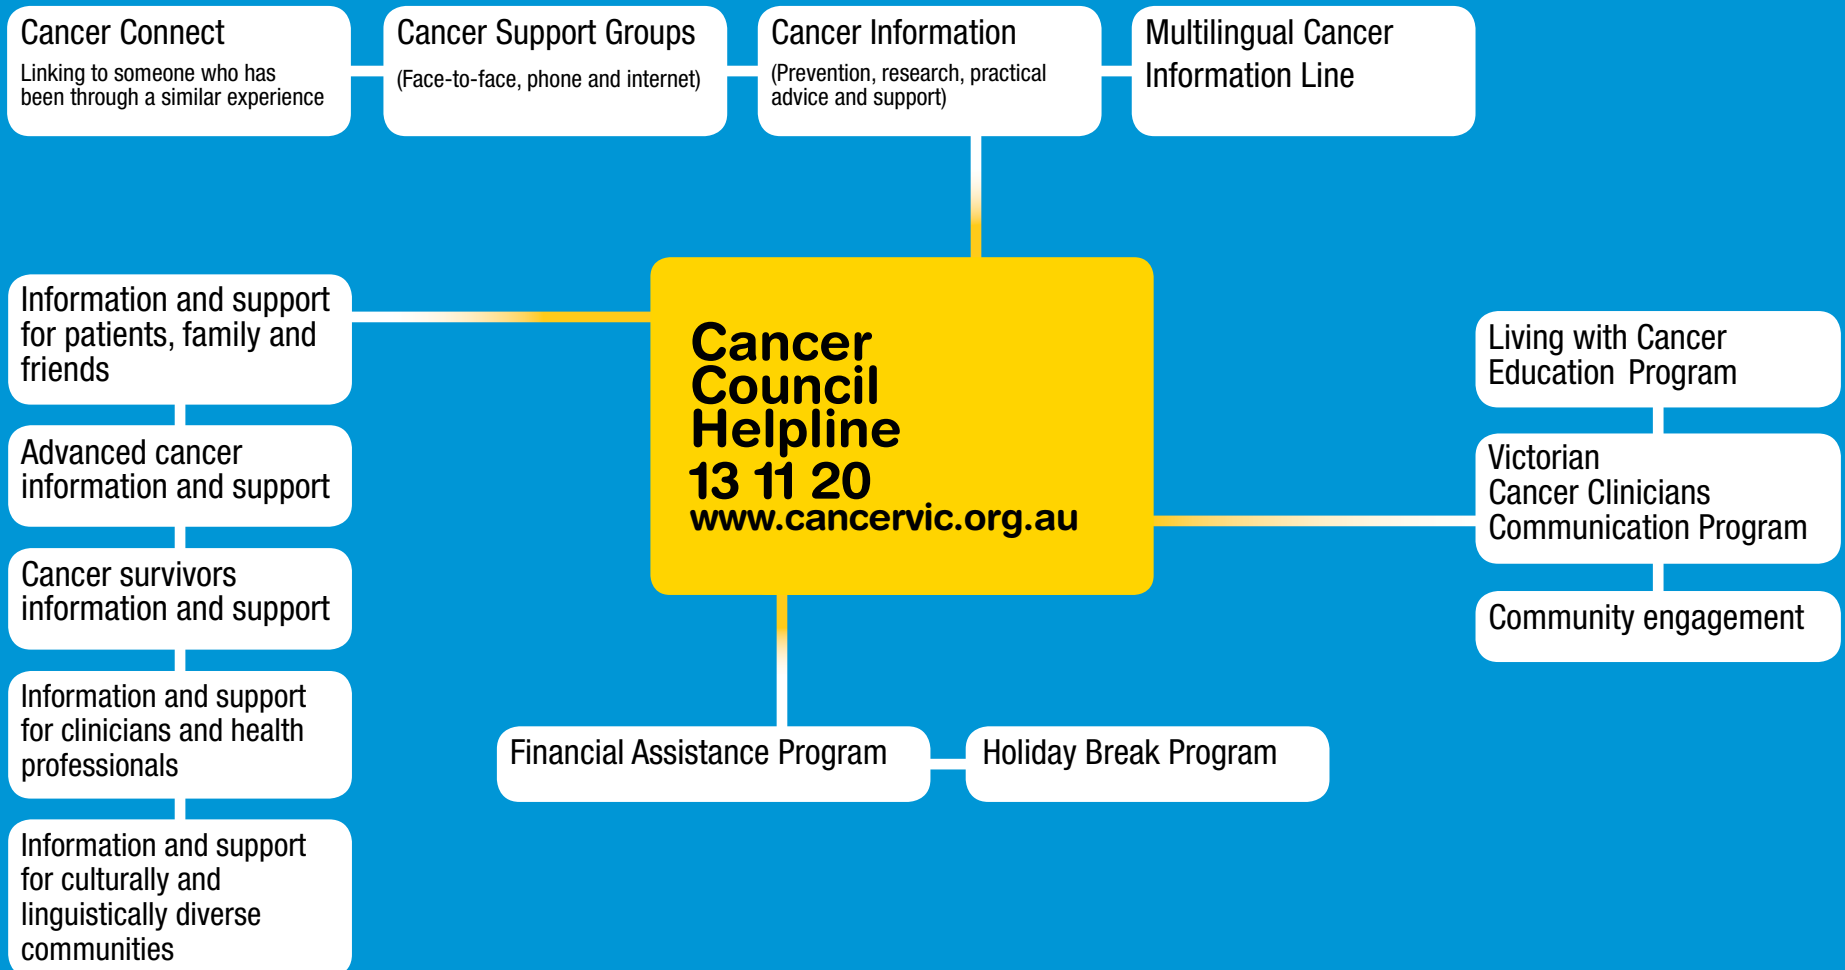 Cancer Connect
Linking to someone who has
been through a similar experience
Cancer Support Groups
(Face-to-face, phone and internet)
Cancer Information
(Prevention, research, practical
advice and support)
Multilingual Cancer
Information Line
Information and support
for patients, family and
friends
Advanced cancer
information and support
Cancer survivors
information and support
Information and support
for clinicians and health
professionals
Information and support
for culturally and
linguistically diverse
communities
Cancer
Council
Helpline
13 11 20
www.cancervic.org.au
Living with Cancer
Education Program
Victorian
Cancer Clinicians
Communication Program
Community engagement
Financial Assistance Program
Holiday Break Program